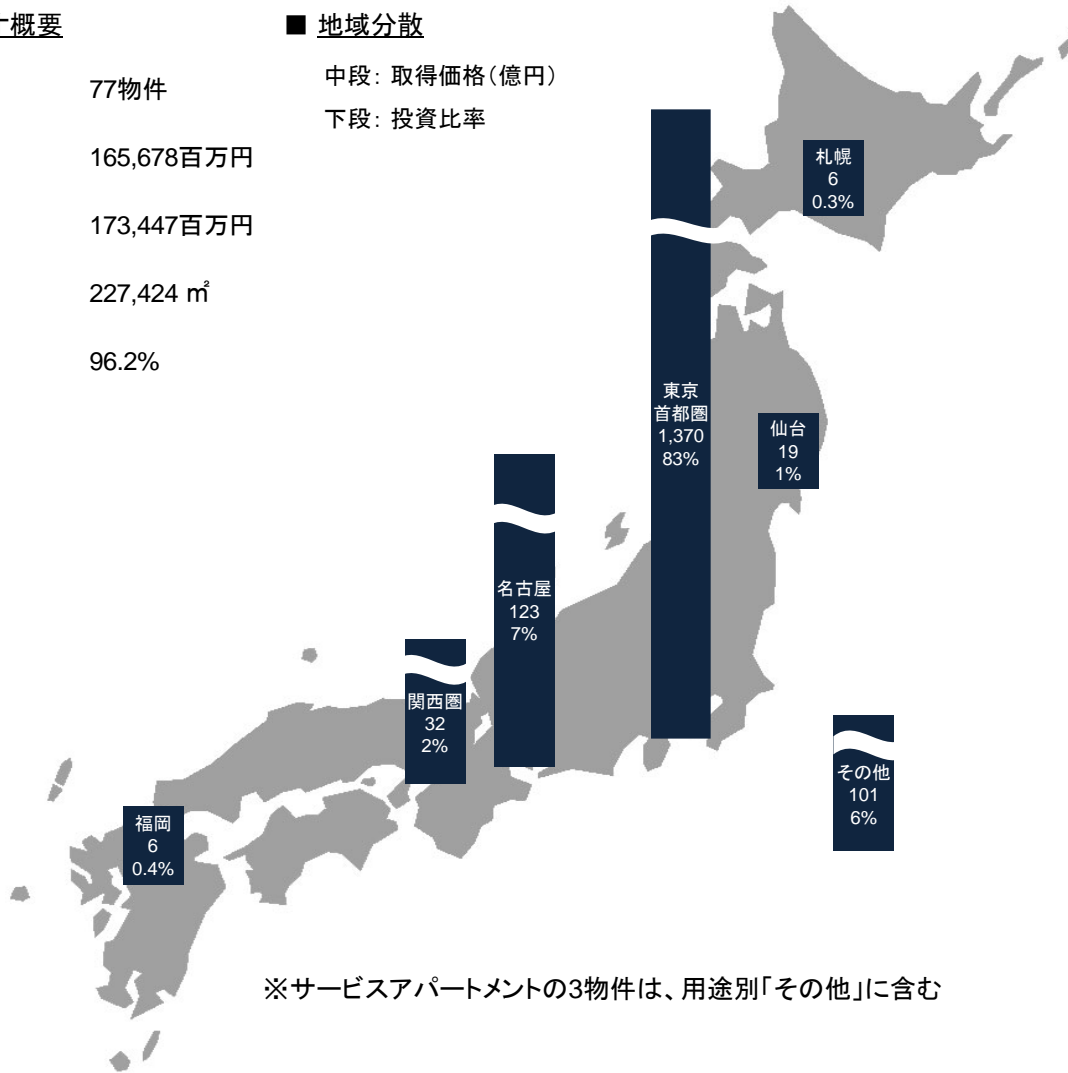 概要
77物件
165,678百万円
173,447百万円
227,424 ㎡
96.2%
■ 地域分散
中段: 取得価格(億円)
下段: 投資比率
札幌
6
0.3%
東京
首都圏
1,370
83%
仙台
19
1%
名古屋
123
7%
関西圏
32
2%
その他
101
6%
福岡
6
0.4%
※サービスアパートメントの3物件は、用途別「その他」に含む